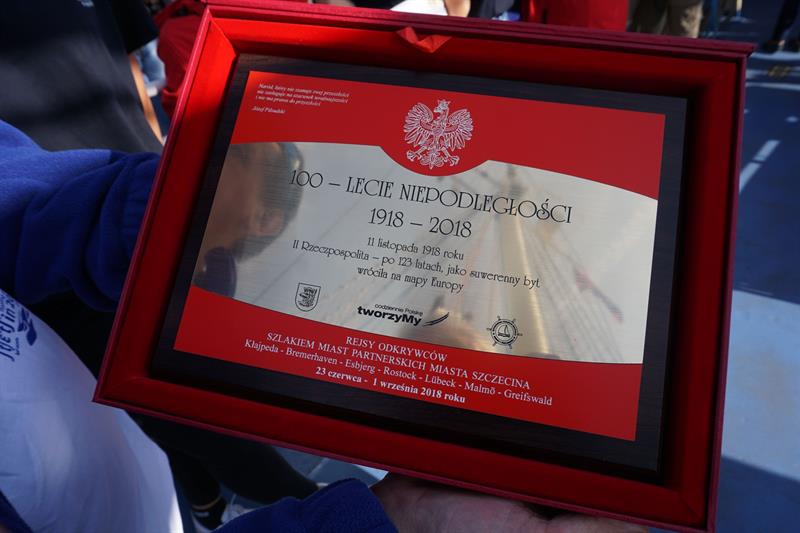 Naród, który nie szanuje swej przeszłości
nie zasługuje na szacunek teraźniejszości
i nie ma prawa do przyszłości
Józef Piłsudski
100 – LECIE NIEPODLEGŁOŚCI
1918 – 2018
11 listopada 1918 roku
II Rzeczpospolita – po 123 latach, jako suwerenny byt
wróciła na mapy Europy
codziennie Polskę
tworzyMy
REJSY ODKRYWCÓW
SZLAKIEM MIAST PARTNERSKICH MIASTA SZCZECINA
Kłajpeda - Bremerhaven - Esbjerg - Rostock - Lübeck - Malmö - Greifswald
23 czerwca - 1 września 2018 roku